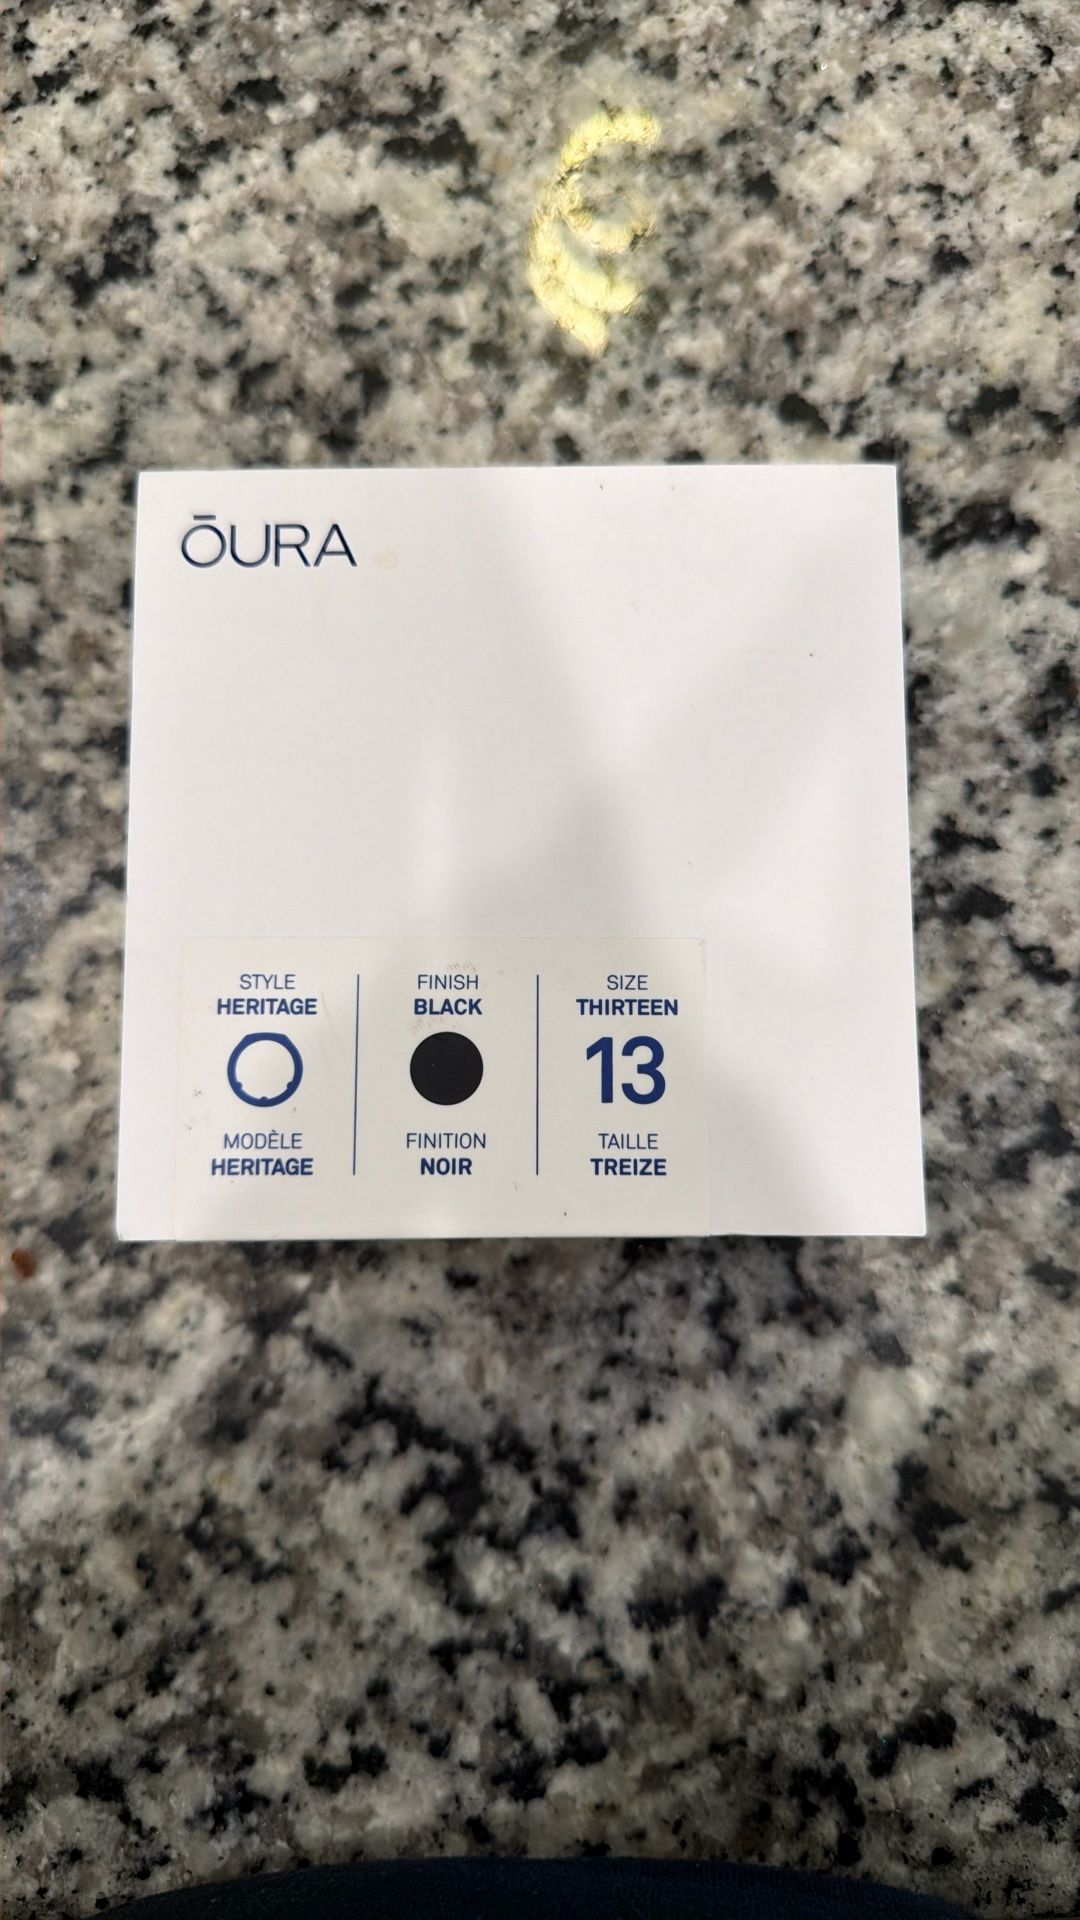 ŌURA
STYLE
HERITAGE
MODÈLE
HERITAGE
FINISH
BLACK
FINITION
NOIR
SIZE
THIRTEEN
13
TAILLE
TREIZE